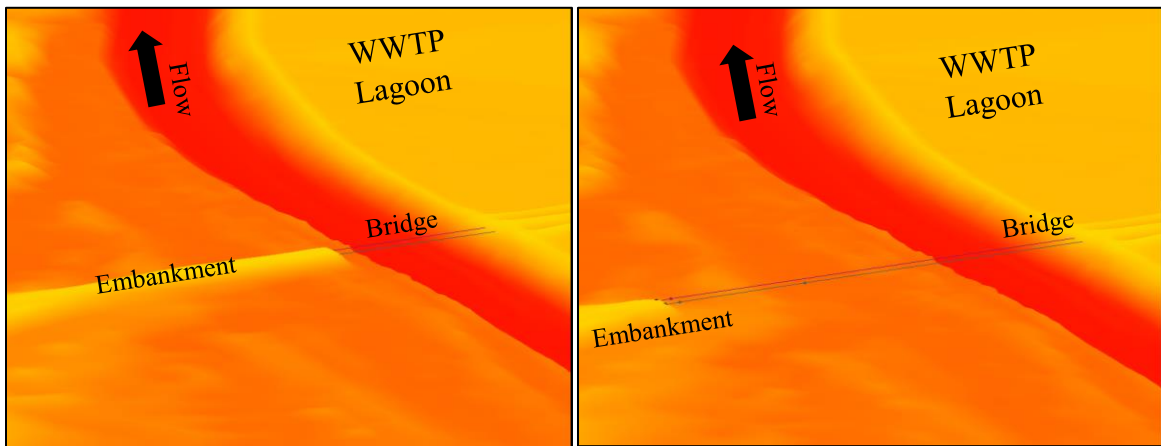 WWTP
Lagoon
Flow
Bridge
Embankment
WWTP
Lagoon
Flow
Bridge
Embankment